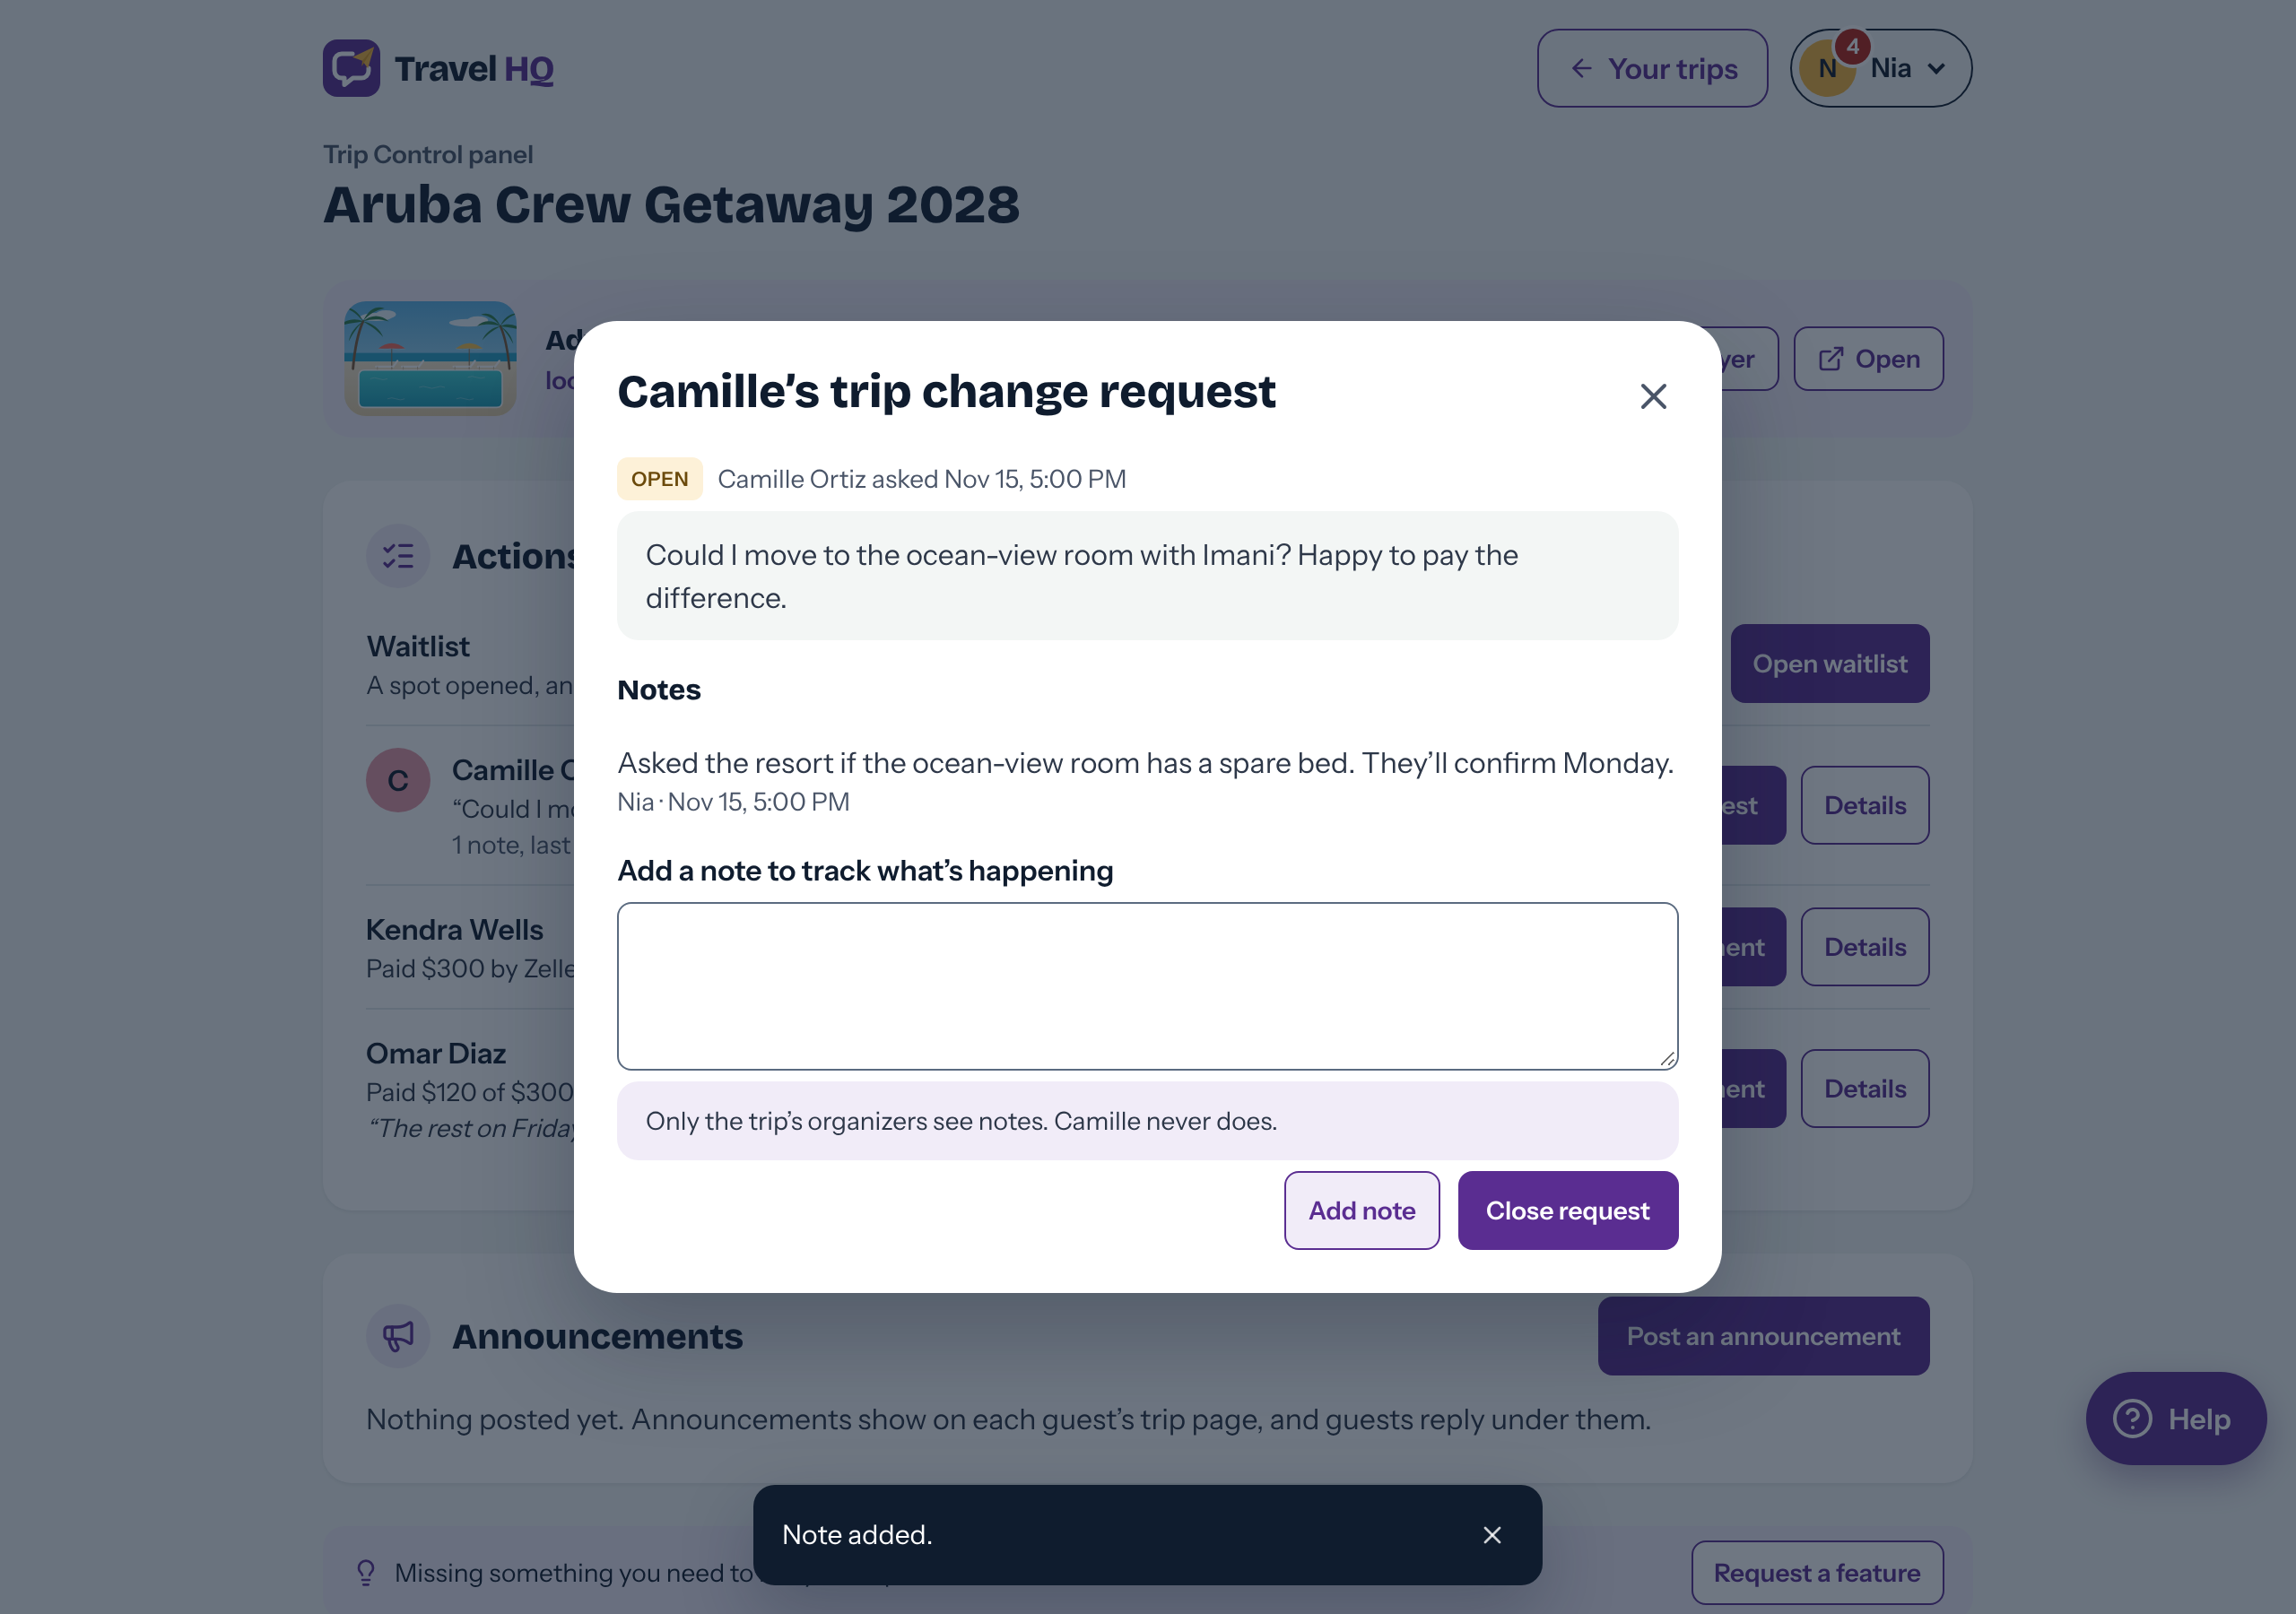 Travel HQ
Your trips
N
4
Nia
Trip Control panel
Aruba Crew Getaway 2028
Open
Camille's trip change request
OPEN
Camille Ortiz asked Nov 15, 5:00 PM
Could I move to the ocean-view room with Imani? Happy to pay the
difference.
Notes
Asked the resort if the ocean-view room has a spare bed. They'll confirm Monday.
Nia · Nov 15, 5:00 PM
Add a note to track what's happening
Only the trip's organizers see notes. Camille never does.
Add note
Close request
Actions
Waitlist
A spot opened, an
Open waitlist
C
Camille
"Could I
1 note, last
Details
Kendra Wells
Paid $300 by Zelle
Details
Omar Diaz
Paid $120 of $300
"The rest on Friday
Details
Announcements
Post an announcement
Nothing posted yet. Announcements show on each guest's trip page, and guests reply under them.
Help
Note added.
Missing something you need to
Request a feature